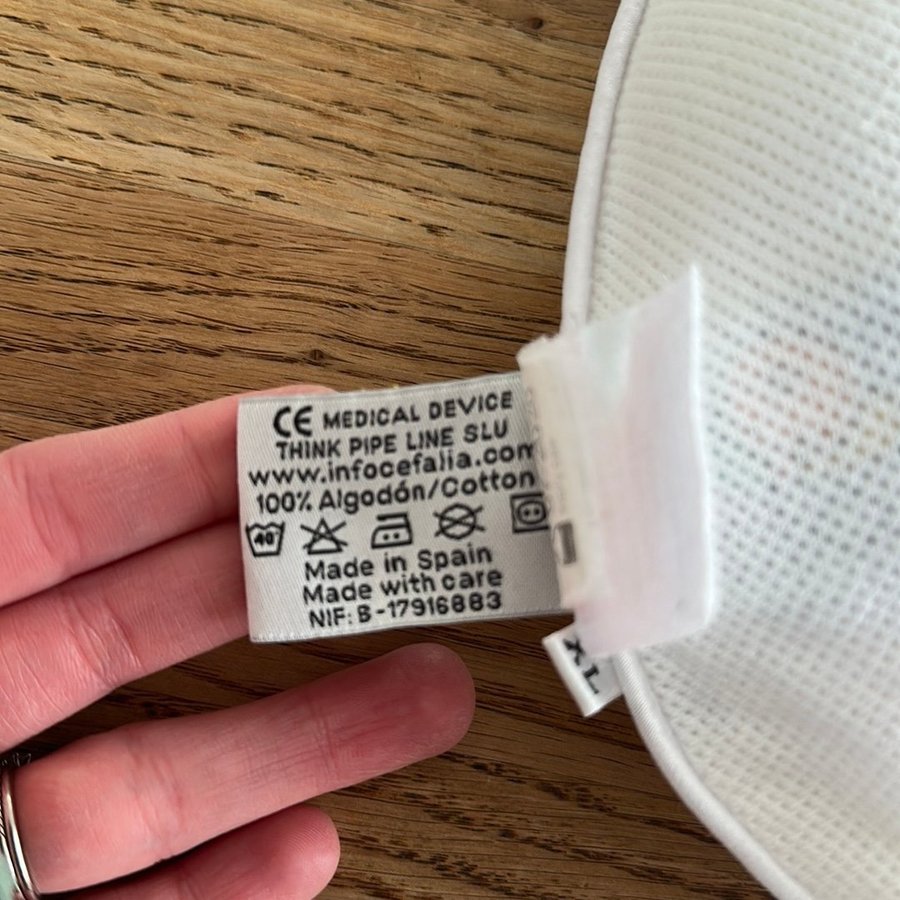 CE MEDICAL DEVICE
THINK PIPE LINE SLU
www.infocefalia.com
100% Algodón/Cotton
40
Made in Spain
Made with care
NIF: B-17916883
XL